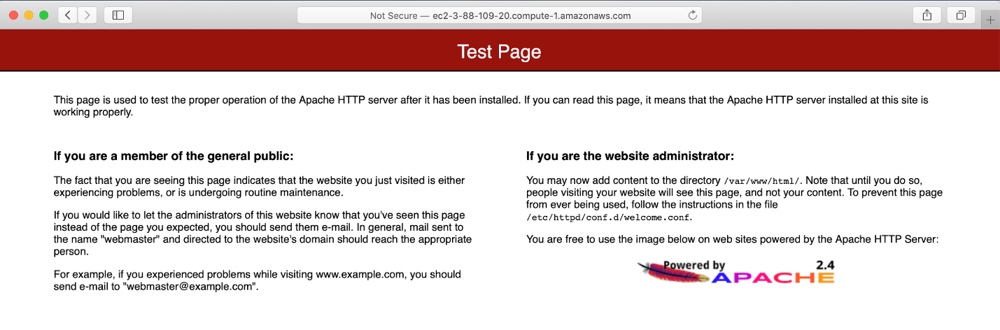 Not Secure — ec2-3-88-109-20.compute-1.amazonaws.com
Test Page
This page is used to test the proper operation of the Apache HTTP server after it has been installed. If you can read this page, it means that the Apache HTTP server installed at this site is
working properly.
If you are a member of the general public:
The fact that you are seeing this page indicates that the website you just visited is either
experiencing problems, or is undergoing routine maintenance.
If you would like to let the administrators of this website know that you've seen this page
instead of the page you expected, you should send them e-mail. In general, mail sent to
the name "webmaster" and directed to the website's domain should reach the appropriate
person.
For example, if you experienced problems while visiting www.example.com, you should
send e-mail to "webmaster@example.com".
If you are the website administrator:
You may now add content to the directory /var/www/html/. Note that until you do so,
people visiting your website will see this page, and not your content. To prevent this page
from ever being used, follow the instructions in the file
/etc/httpd/conf.d/welcome.conf.
You are free to use the image below on web sites powered by the Apache HTTP Server:
Powered by 2.4
APACHE